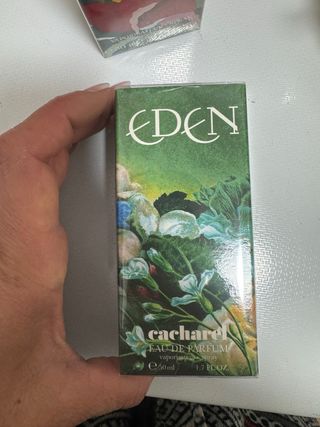 EDEN
cacharel
EAU DE PARFUM
vaporisateur • spray
℮ 50 ml 1.7 FL.OZ.